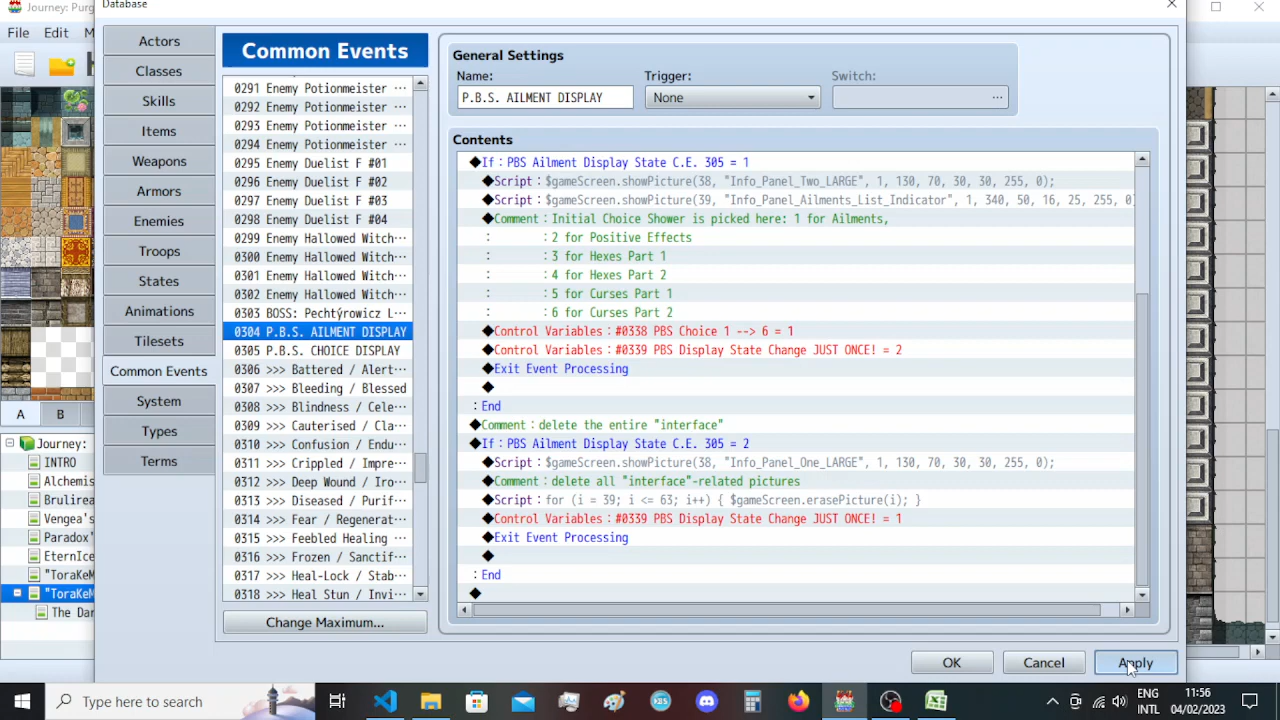 Journey: Purg
Database
File Edit M
Actors
Classes
Skills
Items
Weapons
Armors
Enemies
Troops
States
Animations
Tilesets
Common Events
System
Types
Terms
A B
Journey:
INTRO
Alchemis
Brulirea
Vengea's
Paradox'
EternIce
"ToraKeM
"ToraKeM
The Dar
Common Events
0291 Enemy Potionmeister ···
0292 Enemy Potionmeister ···
0293 Enemy Potionmeister ···
0294 Enemy Potionmeister ···
0295 Enemy Duelist F #01
0296 Enemy Duelist F #02
0297 Enemy Duelist F #03
0298 Enemy Duelist F #04
0299 Enemy Hallowed Witch···
0300 Enemy Hallowed Witch···
0301 Enemy Hallowed Witch···
0302 Enemy Hallowed Witch···
0303 BOSS: Pechtýrowicz L···
0304 P.B.S. AILMENT DISPLAY
0305 P.B.S. CHOICE DISPLAY
0306 >>> Battered / Alert···
0307 >>> Bleeding / Blessed
0308 >>> Blindness / Cele···
0309 >>> Cauterised / Cla···
0310 >>> Confusion / Endu···
0311 >>> Crippled / Impre···
0312 >>> Deep Wound / Iro···
0313 >>> Diseased / Purif···
0314 >>> Fear / Regenerat···
0315 >>> Feebled Healing ···
0316 >>> Frozen / Sanctif···
0317 >>> Heal-Lock / Stab···
0318 >>> Heal Stun / Invi···
Change Maximum...
General Settings
Name: Trigger: Switch:
P.B.S. AILMENT DISPLAY None ...
Contents
◆If：PBS Ailment Display State C.E. 305 = 1
◆Script：$gameScreen.showPicture(38, "Info_Panel_Two_LARGE", 1, 130, 70, 30, 30, 255, 0);
◆Script：$gameScreen.showPicture(39, "Info_Panel_Ailments_List_Indicator", 1, 340, 50, 16, 25, 255, 0)
◆Comment：Initial Choice Shower is picked here: 1 for Ailments,
： ：2 for Positive Effects
： ：3 for Hexes Part 1
： ：4 for Hexes Part 2
： ：5 for Curses Part 1
： ：6 for Curses Part 2
◆Control Variables：#0338 PBS Choice 1 --> 6 = 1
◆Control Variables：#0339 PBS Display State Change JUST ONCE! = 2
◆Exit Event Processing
◆
：End
◆Comment：delete the entire "interface"
◆If：PBS Ailment Display State C.E. 305 = 2
◆Script：$gameScreen.showPicture(38, "Info_Panel_One_LARGE", 1, 130, 70, 30, 30, 255, 0);
◆Comment：delete all "interface"-related pictures
◆Script：for (i = 39; i <= 63; i++) { $gameScreen.erasePicture(i); }
◆Control Variables：#0339 PBS Display State Change JUST ONCE! = 1
◆Exit Event Processing
◆
：End
◆
OK Cancel Apply
Type here to search
ENG
INTL
11:56
04/02/2023